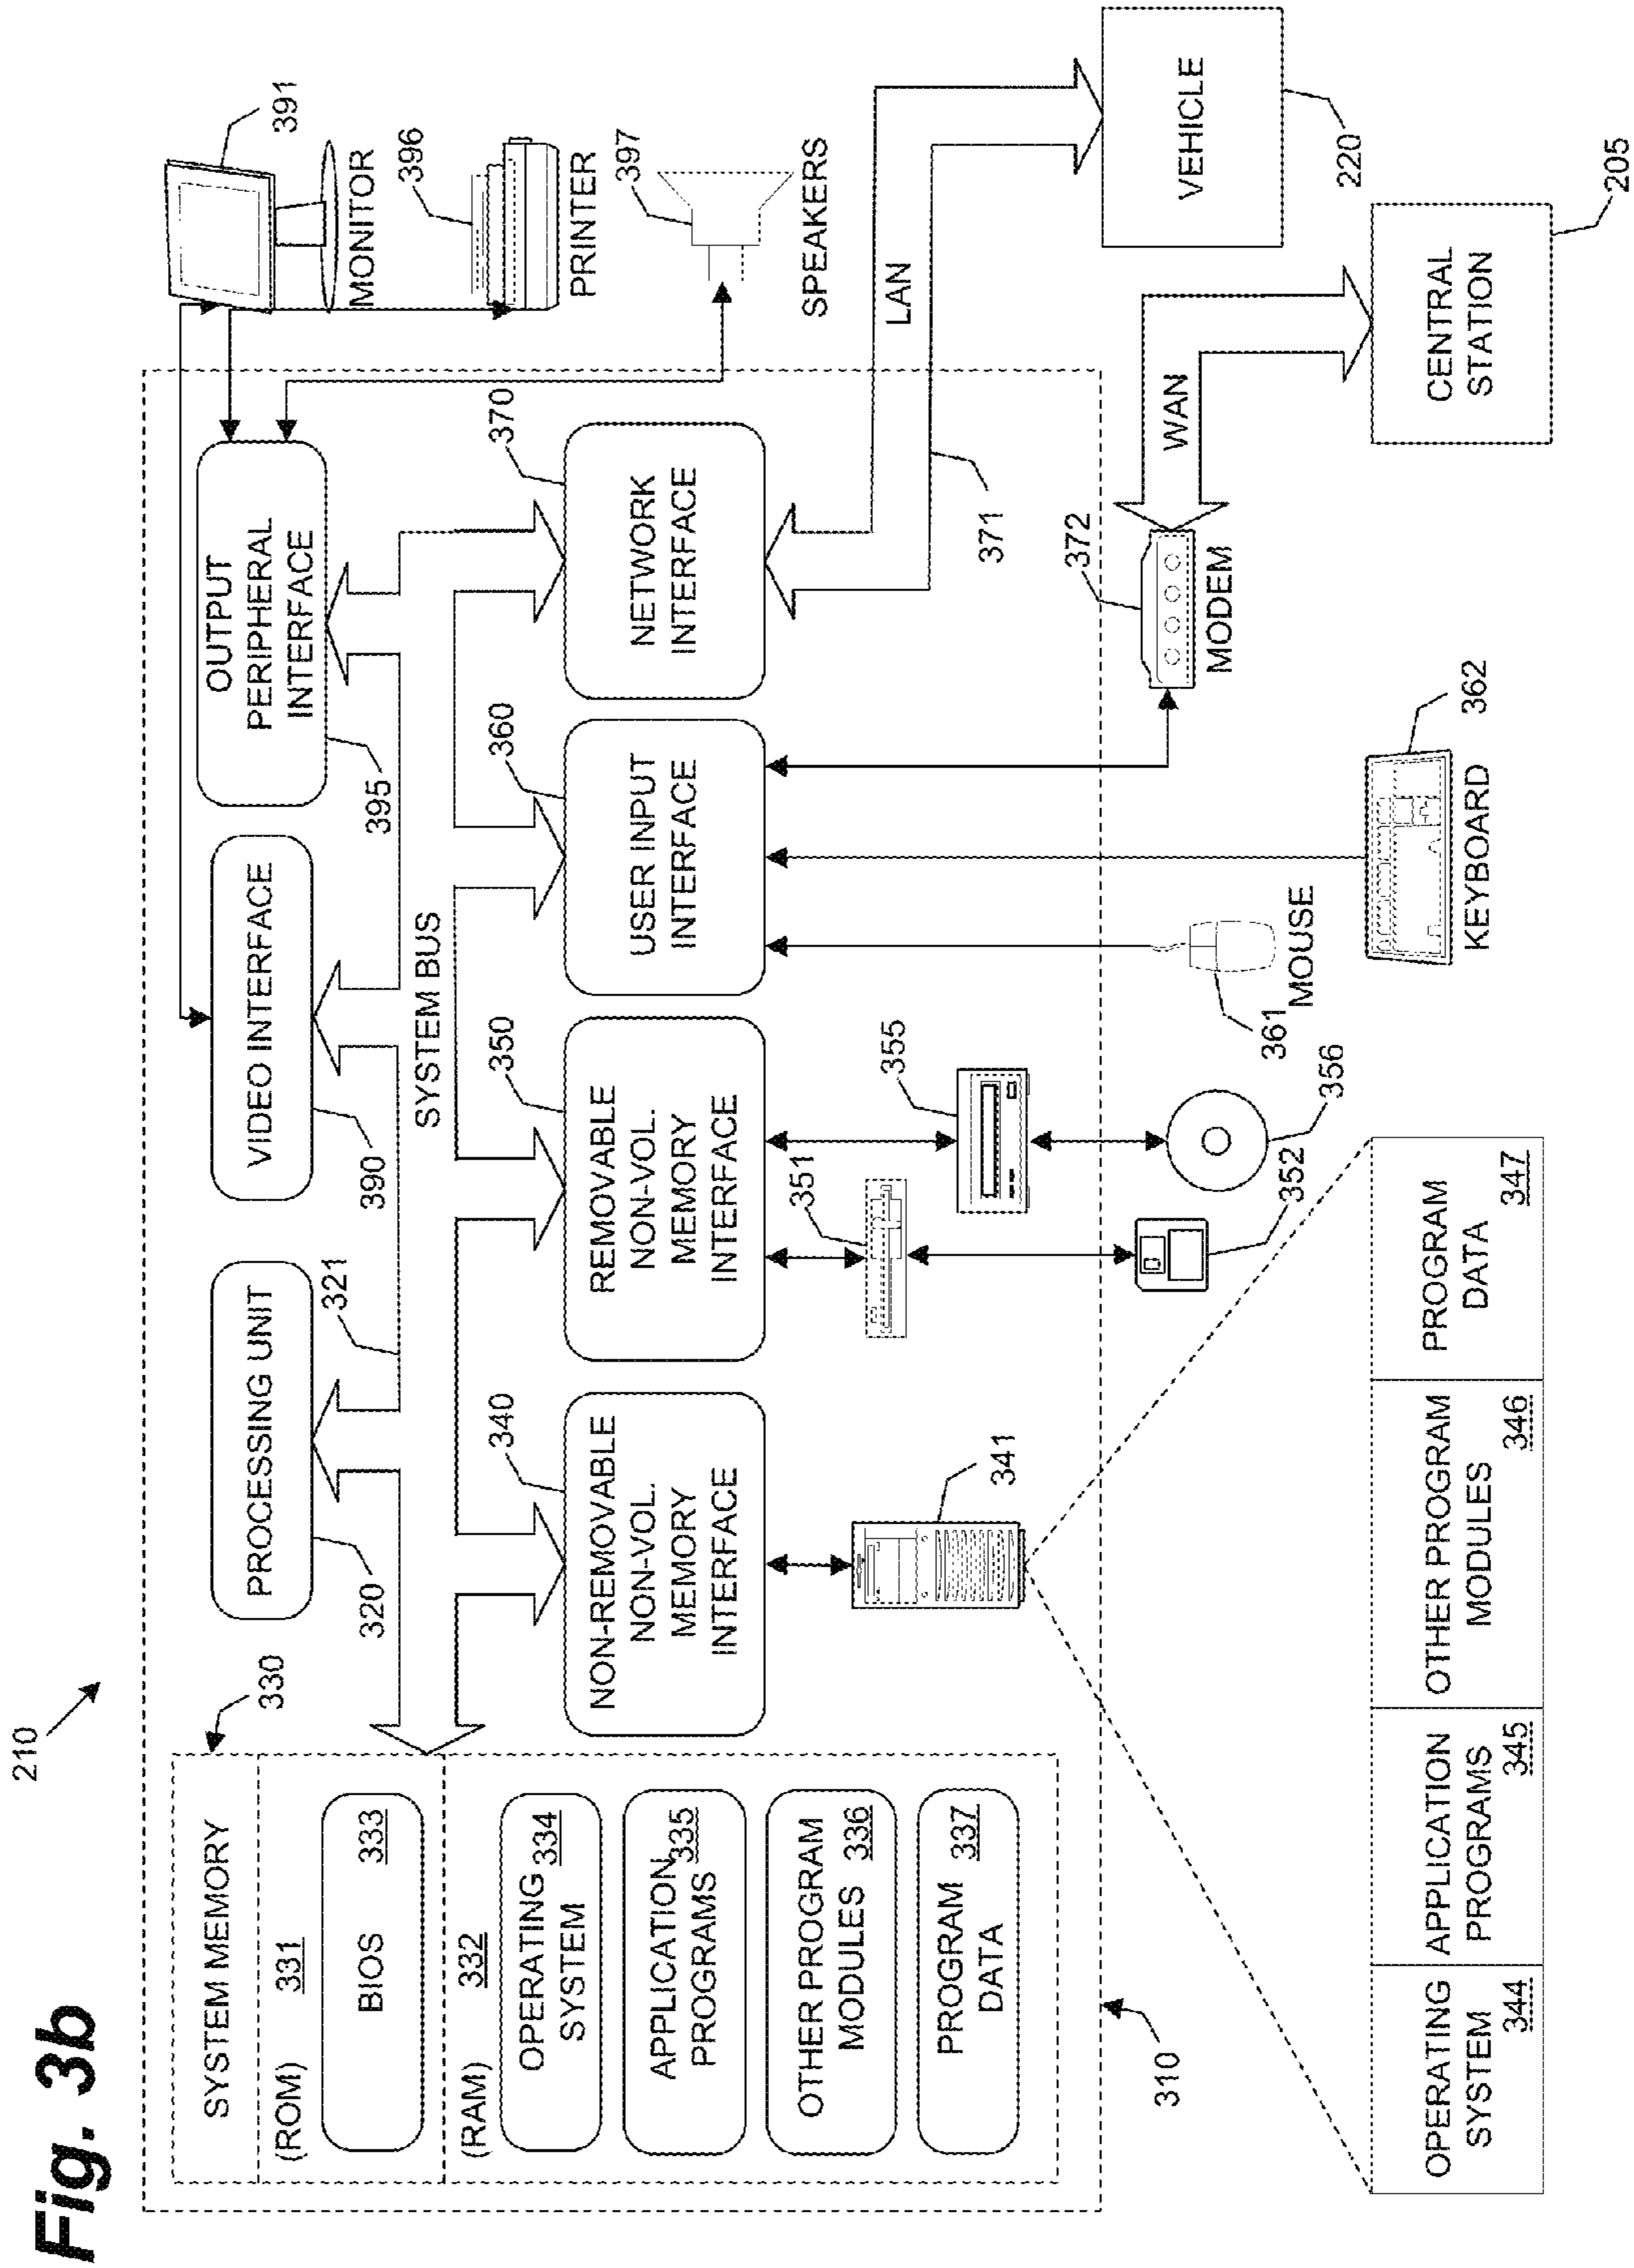 Fig. 3b
210
SYSTEM MEMORY
330
(ROM) 331
BIOS 333
(RAM) 332
OPERATING
SYSTEM 334
APPLICATION
PROGRAMS 335
OTHER PROGRAM
MODULES 336
PROGRAM
DATA 337
310
PROCESSING UNIT
320
321
VIDEO INTERFACE
390
OUTPUT
PERIPHERAL
INTERFACE
395
SYSTEM BUS
340
NON-REMOVABLE
NON-VOL.
MEMORY
INTERFACE
350
REMOVABLE
NON-VOL.
MEMORY
INTERFACE
360
USER INPUT
INTERFACE
370
NETWORK
INTERFACE
391
MONITOR
396
PRINTER
397
SPEAKERS
LAN
371
VEHICLE
220
WAN
372
MODEM
CENTRAL
STATION
205
341
351
355
352
356
361
MOUSE
362
KEYBOARD
OPERATING
SYSTEM 344
APPLICATION
PROGRAMS 345
OTHER PROGRAM
MODULES 346
PROGRAM
DATA 347